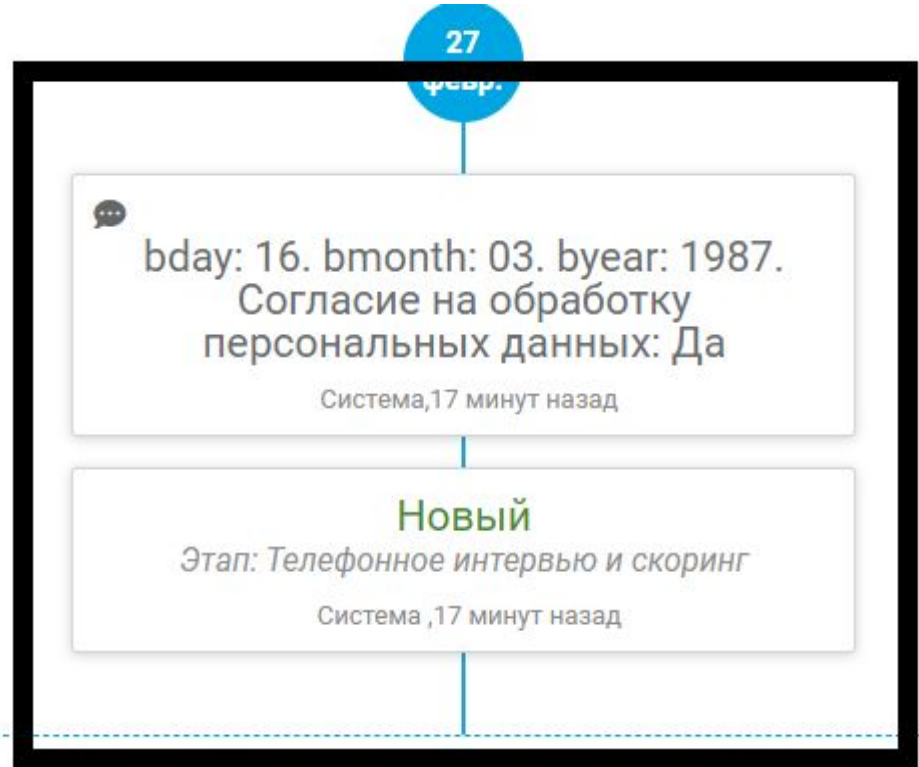 27
февр.
bday: 16. bmonth: 03. byear: 1987.
Согласие на обработку
персональных данных: Да
Система,17 минут назад
Новый
Этап: Телефонное интервью и скоринг
Система ,17 минут назад